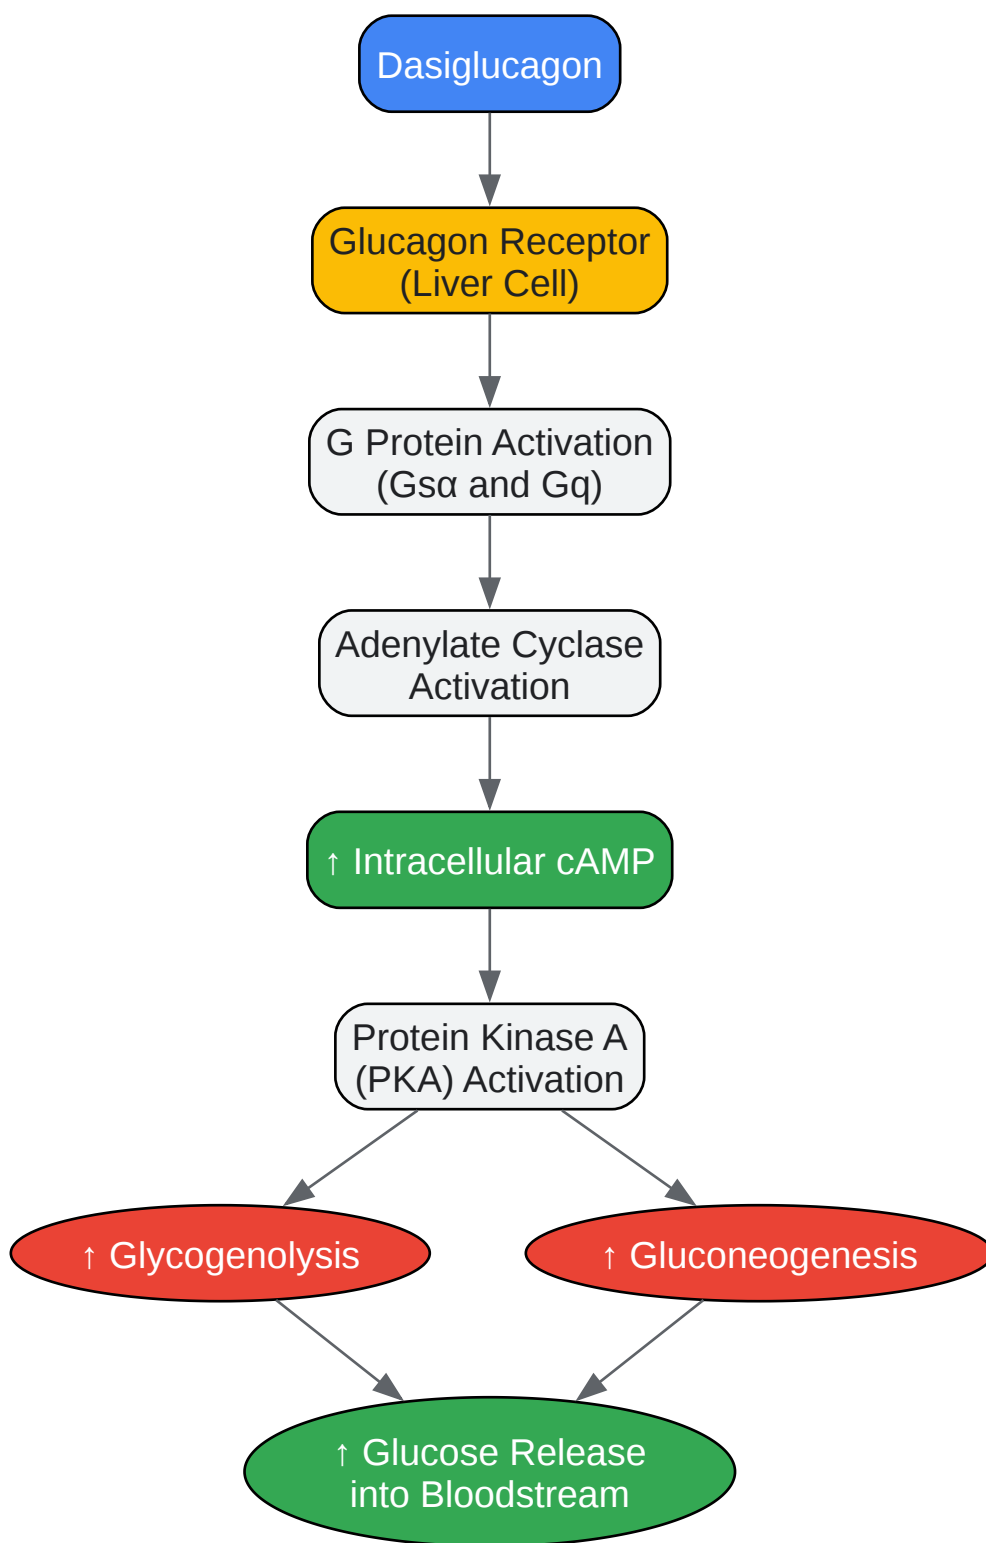 Dasiglucagon
Glucagon Receptor
(Liver Cell)
G Protein Activation
(Gsα and Gq)
Adenylate Cyclase
Activation
↑ Intracellular cAMP
Protein Kinase A
(PKA) Activation
↑ Glycogenolysis
↑ Gluconeogenesis
↑ Glucose Release
into Bloodstream